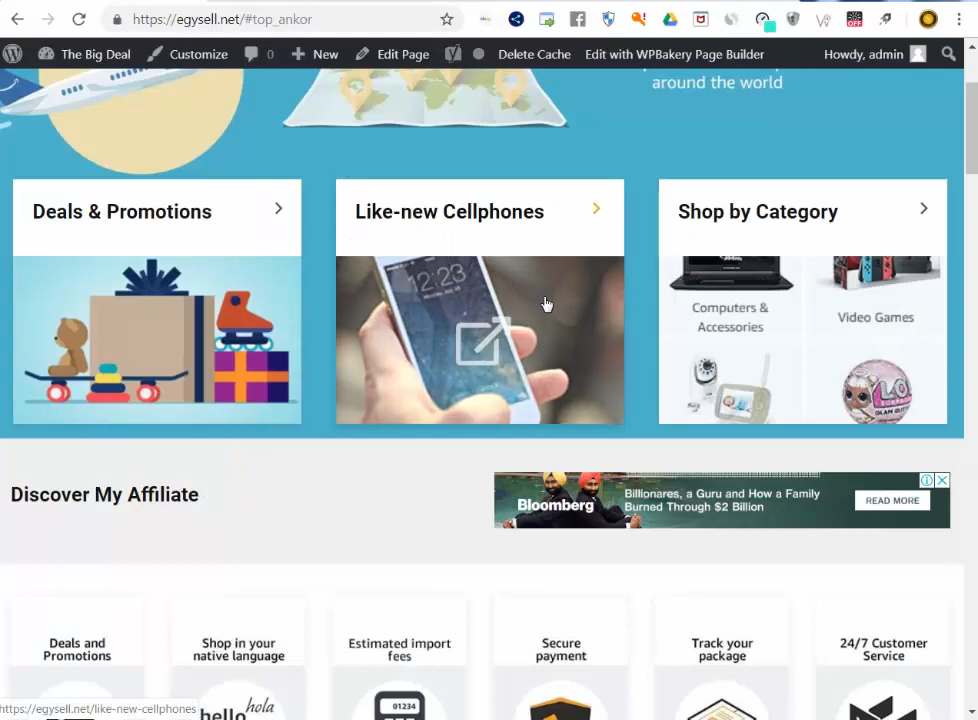 https://egysell.net/#top_ankor
OFF
The Big Deal
Customize
0
New
Edit Page
Delete Cache
Edit with WPBakery Page Builder
Howdy, admin
around the world
Deals & Promotions
Like-new Cellphones
Shop by Category
12:23
Computers &
Accessories
Video Games
Discover My Affiliate
Bloomberg
Billionares, a Guru and How a Family
Burned Through $2 Billion
READ MORE
Deals and
Promotions
Shop in your
native language
Estimated import
fees
Secure
payment
Track your
package
24/7 Customer
Service
hello
hola
01234
https://egysell.net/like-new-cellphones